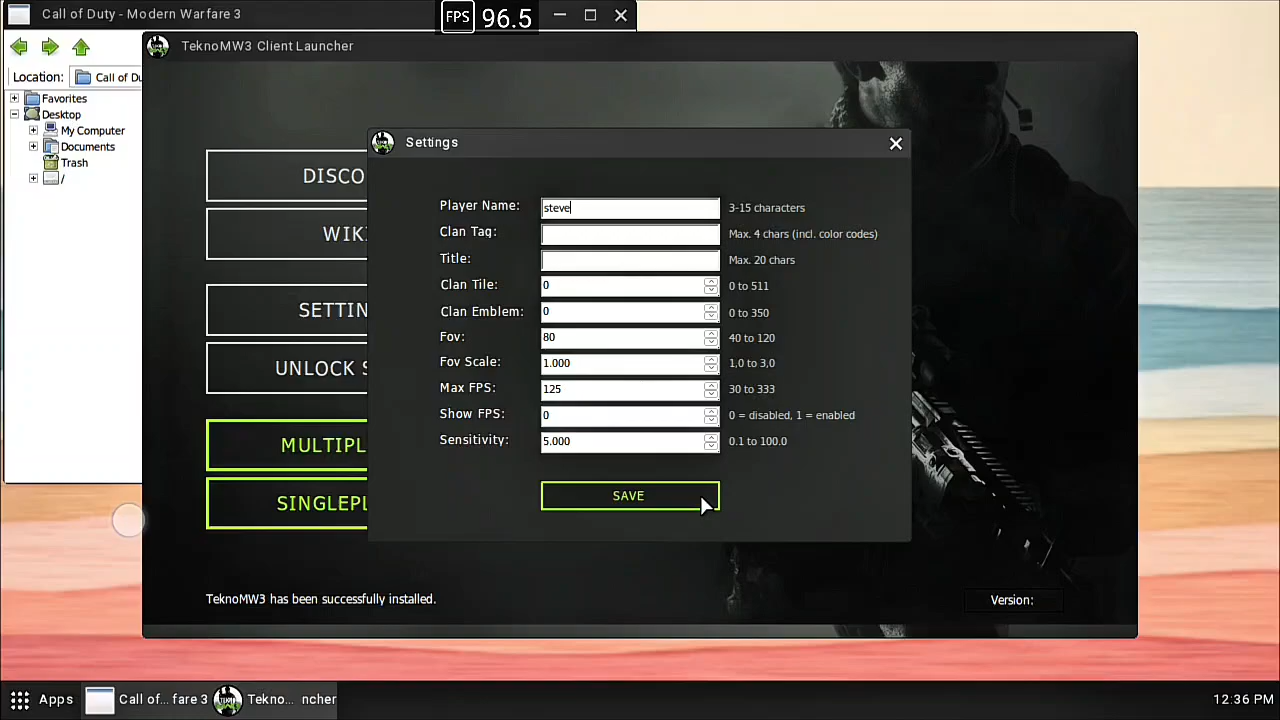 Call of Duty - Modern Warfare 3
FPS 96.5
TeknoMW3 Client Launcher
Location: Call of Du
Favorites
Desktop
My Computer
Documents
Trash
/
DISCO
WIK
SETTIN
UNLOCK S
MULTIPL
SINGLEPL
Settings
Player Name: steve 3-15 characters
Clan Tag: Max. 4 chars (incl. color codes)
Title: Max. 20 chars
Clan Tile: 0 0 to 511
Clan Emblem: 0 0 to 350
Fov: 80 40 to 120
Fov Scale: 1.000 1,0 to 3,0
Max FPS: 125 30 to 333
Show FPS: 0 0 = disabled, 1 = enabled
Sensitivity: 5.000 0.1 to 100.0
SAVE
TeknoMW3 has been successfully installed.
Version:
Apps Call of... fare 3 Tekno... ncher 12:36 PM